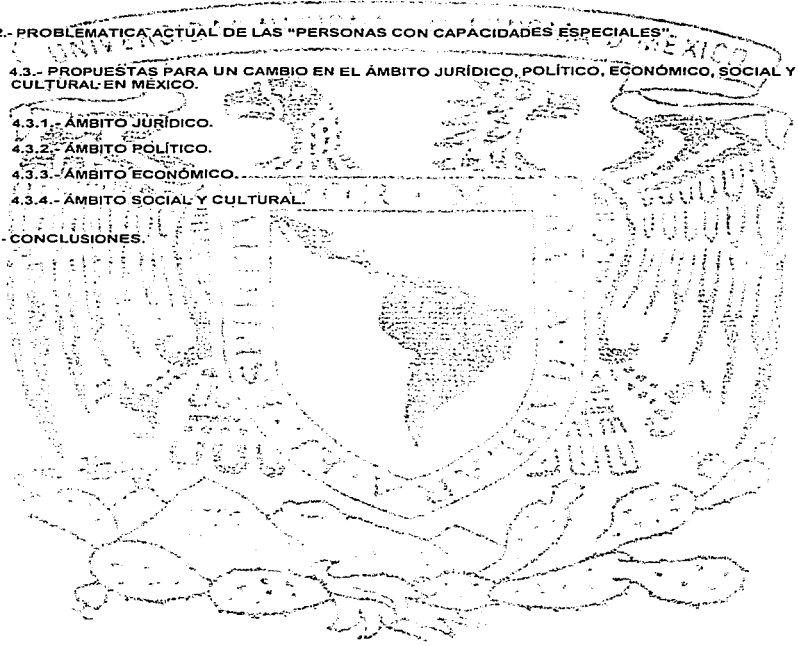 2.- PROBLEMATICA ACTUAL DE LAS "PERSONAS CON CAPACIDADES ESPECIALES".
4.3.- PROPUESTAS PARA UN CAMBIO EN EL ÁMBITO JURÍDICO, POLÍTICO, ECONÓMICO, SOCIAL Y
CULTURAL EN MÉXICO.
4.3.1.- ÁMBITO JURÍDICO.
4.3.2.- ÁMBITO POLÍTICO.
4.3.3.- ÁMBITO ECONÓMICO.
4.3.4.- ÁMBITO SOCIAL Y CULTURAL.
- CONCLUSIONES.